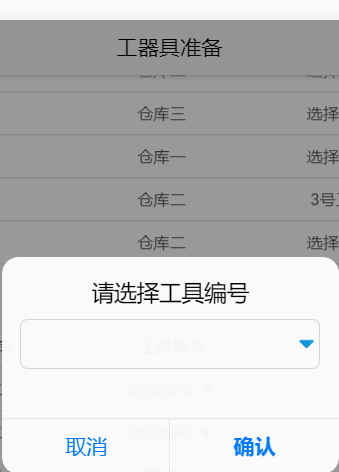 工器具准备
仓库三 选择
仓库一 选择
仓库二 3号
仓库二 选择
请选择工具编号
工具编号
选择编号
选择编号
取消 确认